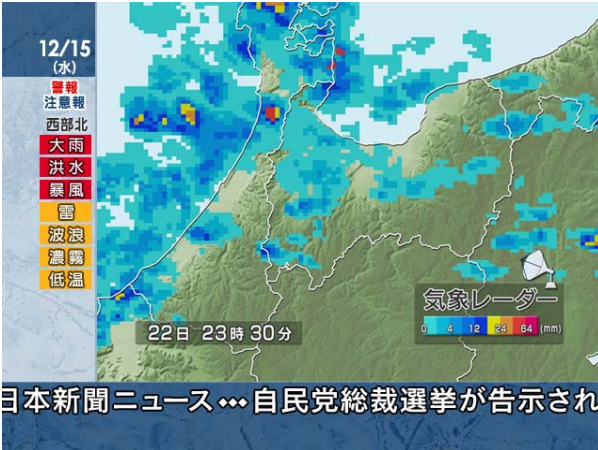 12/15
(水)
警報
注意報
西部北
大雨
洪水
暴風
雷
波浪
濃霧
低温
気象レーダー
0 4 12 24 64 (mm)
22日 23時30分
日本新聞ニュース…自民党総裁選挙が告示され